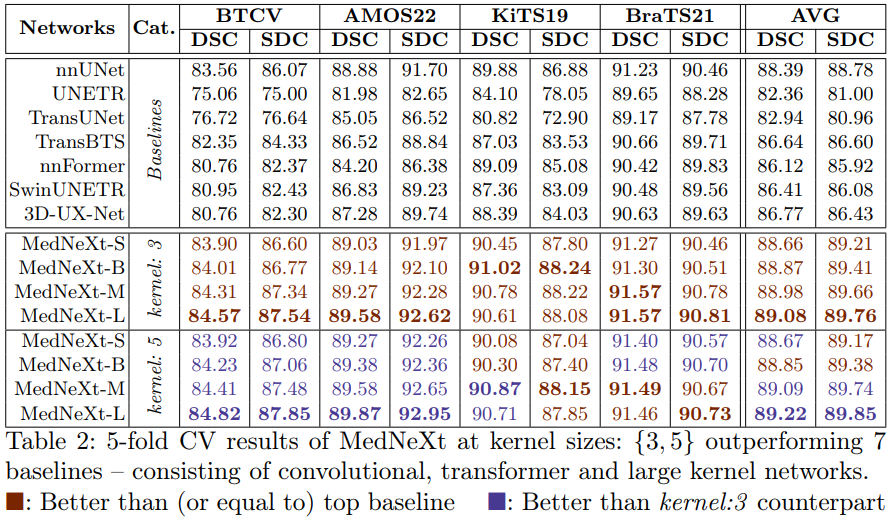 Networks Cat. BTCV AMOS22 KiTS19 BraTS21 AVG
DSC SDC DSC SDC DSC SDC DSC SDC DSC SDC
nnUNet 83.56 86.07 88.88 91.70 89.88 86.88 91.23 90.46 88.39 88.78
UNETR 75.06 75.00 81.98 82.65 84.10 78.05 89.65 88.28 82.36 81.00
TransUNet 76.72 76.64 85.05 86.52 80.82 72.90 89.17 87.78 82.94 80.96
TransBTS 82.35 84.33 86.52 88.84 87.03 83.53 90.66 89.71 86.64 86.60
nnFormer 80.76 82.37 84.20 86.38 89.09 85.08 90.42 89.83 86.12 85.92
SwinUNETR 80.95 82.43 86.83 89.23 87.36 83.09 90.48 89.56 86.41 86.08
3D-UX-Net 80.76 82.30 87.28 89.74 88.39 84.03 90.63 89.63 86.77 86.43
Baselines
MedNeXt-S 83.90 86.60 89.03 91.97 90.45 87.80 91.27 90.46 88.66 89.21
MedNeXt-B 84.01 86.77 89.14 92.10 91.02 88.24 91.30 90.51 88.87 89.41
MedNeXt-M 84.31 87.34 89.27 92.28 90.78 88.22 91.57 90.78 88.98 89.66
MedNeXt-L 84.57 87.54 89.58 92.62 90.61 88.08 91.57 90.81 89.08 89.76
kernel: 3
MedNeXt-S 83.92 86.80 89.27 92.26 90.08 87.04 91.40 90.57 88.67 89.17
MedNeXt-B 84.23 87.06 89.38 92.36 90.30 87.40 91.48 90.70 88.85 89.38
MedNeXt-M 84.41 87.48 89.58 92.65 90.87 88.15 91.49 90.67 89.09 89.74
MedNeXt-L 84.82 87.85 89.87 92.95 90.71 87.85 91.46 90.73 89.22 89.85
kernel: 5
Table 2: 5-fold CV results of MedNeXt at kernel sizes: {3, 5} outperforming 7
baselines – consisting of convolutional, transformer and large kernel networks.
■: Better than (or equal to) top baseline ■: Better than kernel:3 counterpart